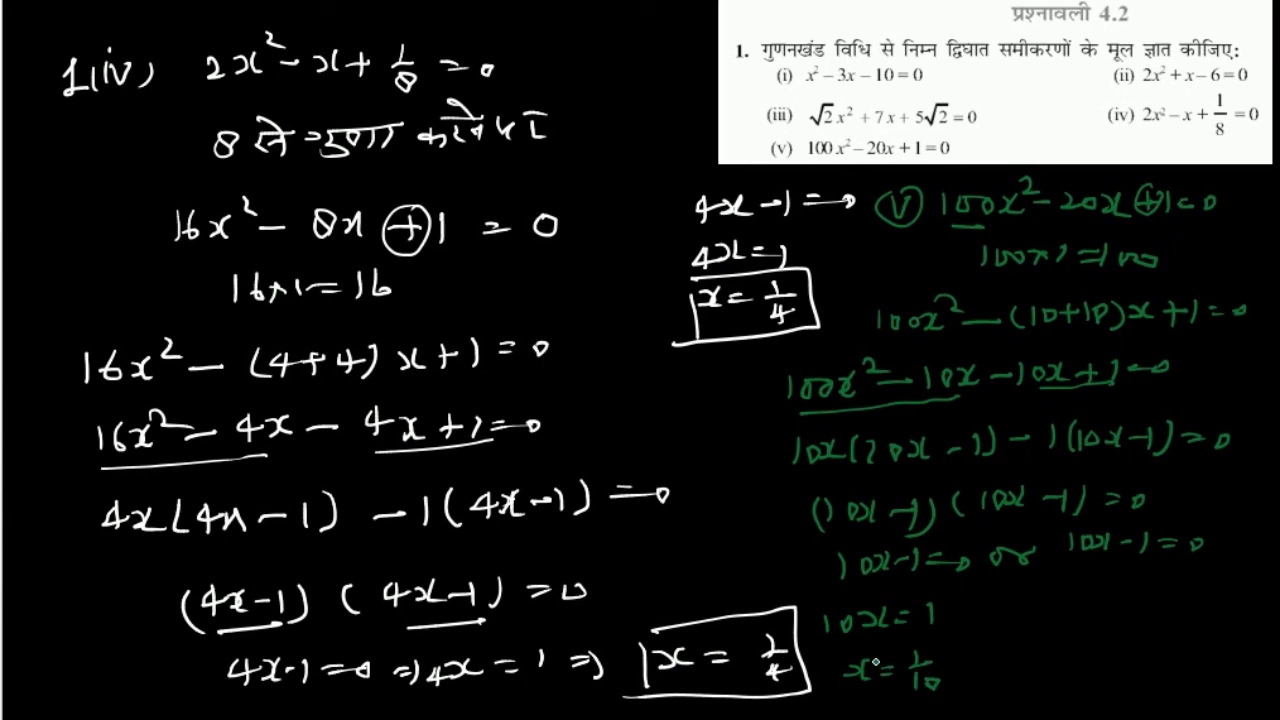 प्रश्नावली 4.2
1. गुणनखंड विधि से निम्न द्विघात समीकरणों के मूल ज्ञात कीजिए:
(i) x² – 3x – 10 = 0 (ii) 2x² + x – 6 = 0
(iii) √2 x² + 7x + 5√2 = 0 (iv) 2x² – x + 1/8 = 0
(v) 100x² – 20x + 1 = 0
1(iv) 2x² - x + 1/8 = 0
8 से गुणा करने पर
16x² - 8x + 1 = 0
16×1 = 16
16x² - (4+4)x + 1 = 0
16x² - 4x - 4x + 1 = 0
4x(4x - 1) - 1(4x - 1) = 0
(4x-1) (4x-1) = 0
4x-1 = 0 ⇒ 4x = 1 ⇒ x = 1/4
4x - 1 = 0
4x = 1
x = 1/4
(V) 100x² - 20x + 1 = 0
100×1 = 100
100x² - (10+10)x + 1 = 0
100x² - 10x - 10x + 1 = 0
10x(10x - 1) - 1(10x - 1) = 0
(10x - 1) (10x - 1) = 0
10x - 1 = 0 or 10x - 1 = 0
10x = 1
x = 1/10